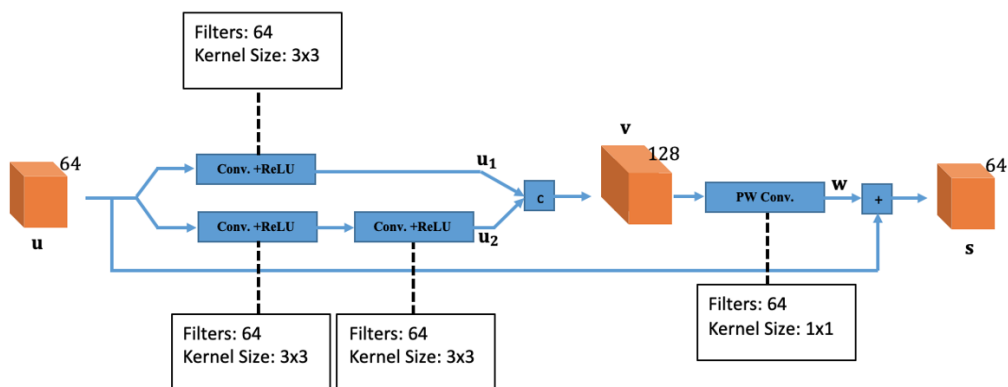 Filters: 64
Kernel Size: 3x3
64
u
Conv. +ReLU
u₁
Conv. +ReLU
Conv. +ReLU
u₂
c
v
128
PW Conv.
w
+
64
s
Filters: 64
Kernel Size: 3x3
Filters: 64
Kernel Size: 3x3
Filters: 64
Kernel Size: 1x1